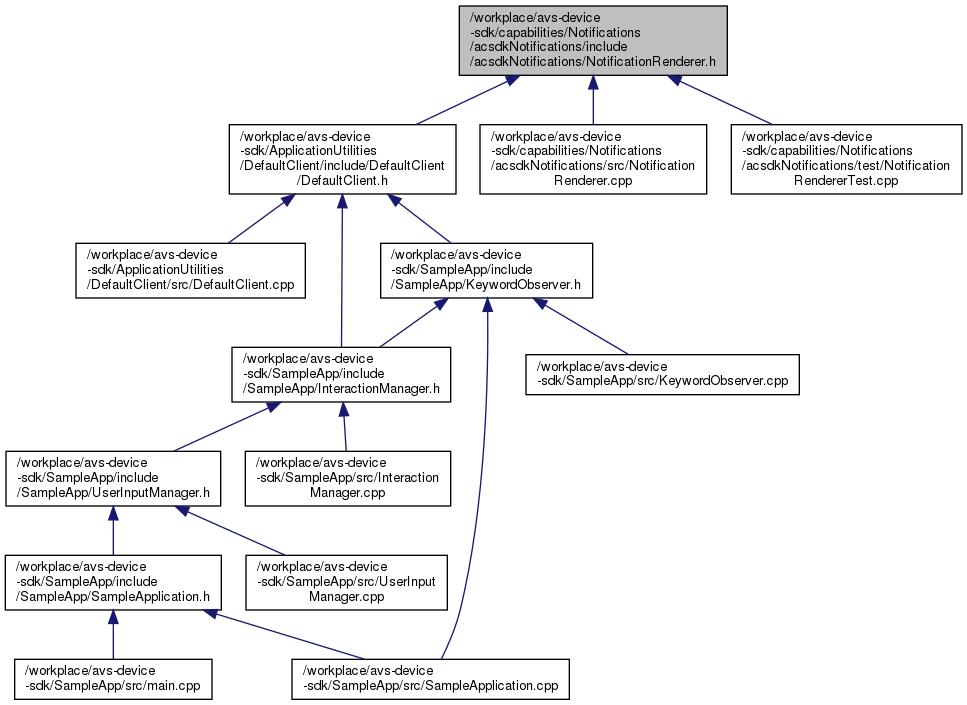 /workplace/avs-device
-sdk/capabilities/Notifications
/acsdkNotifications/include
/acsdkNotifications/NotificationRenderer.h
/workplace/avs-device
-sdk/ApplicationUtilities
/DefaultClient/include/DefaultClient
/DefaultClient.h
/workplace/avs-device
-sdk/capabilities/Notifications
/acsdkNotifications/src/Notification
Renderer.cpp
/workplace/avs-device
-sdk/capabilities/Notifications
/acsdkNotifications/test/Notification
RendererTest.cpp
/workplace/avs-device
-sdk/ApplicationUtilities
/DefaultClient/src/DefaultClient.cpp
/workplace/avs-device
-sdk/SampleApp/include
/SampleApp/KeywordObserver.h
/workplace/avs-device
-sdk/SampleApp/include
/SampleApp/InteractionManager.h
/workplace/avs-device
-sdk/SampleApp/src/KeywordObserver.cpp
/workplace/avs-device
-sdk/SampleApp/include
/SampleApp/UserInputManager.h
/workplace/avs-device
-sdk/SampleApp/src/Interaction
Manager.cpp
/workplace/avs-device
-sdk/SampleApp/include
/SampleApp/SampleApplication.h
/workplace/avs-device
-sdk/SampleApp/src/UserInput
Manager.cpp
/workplace/avs-device
-sdk/SampleApp/src/main.cpp
/workplace/avs-device
-sdk/SampleApp/src/SampleApplication.cpp